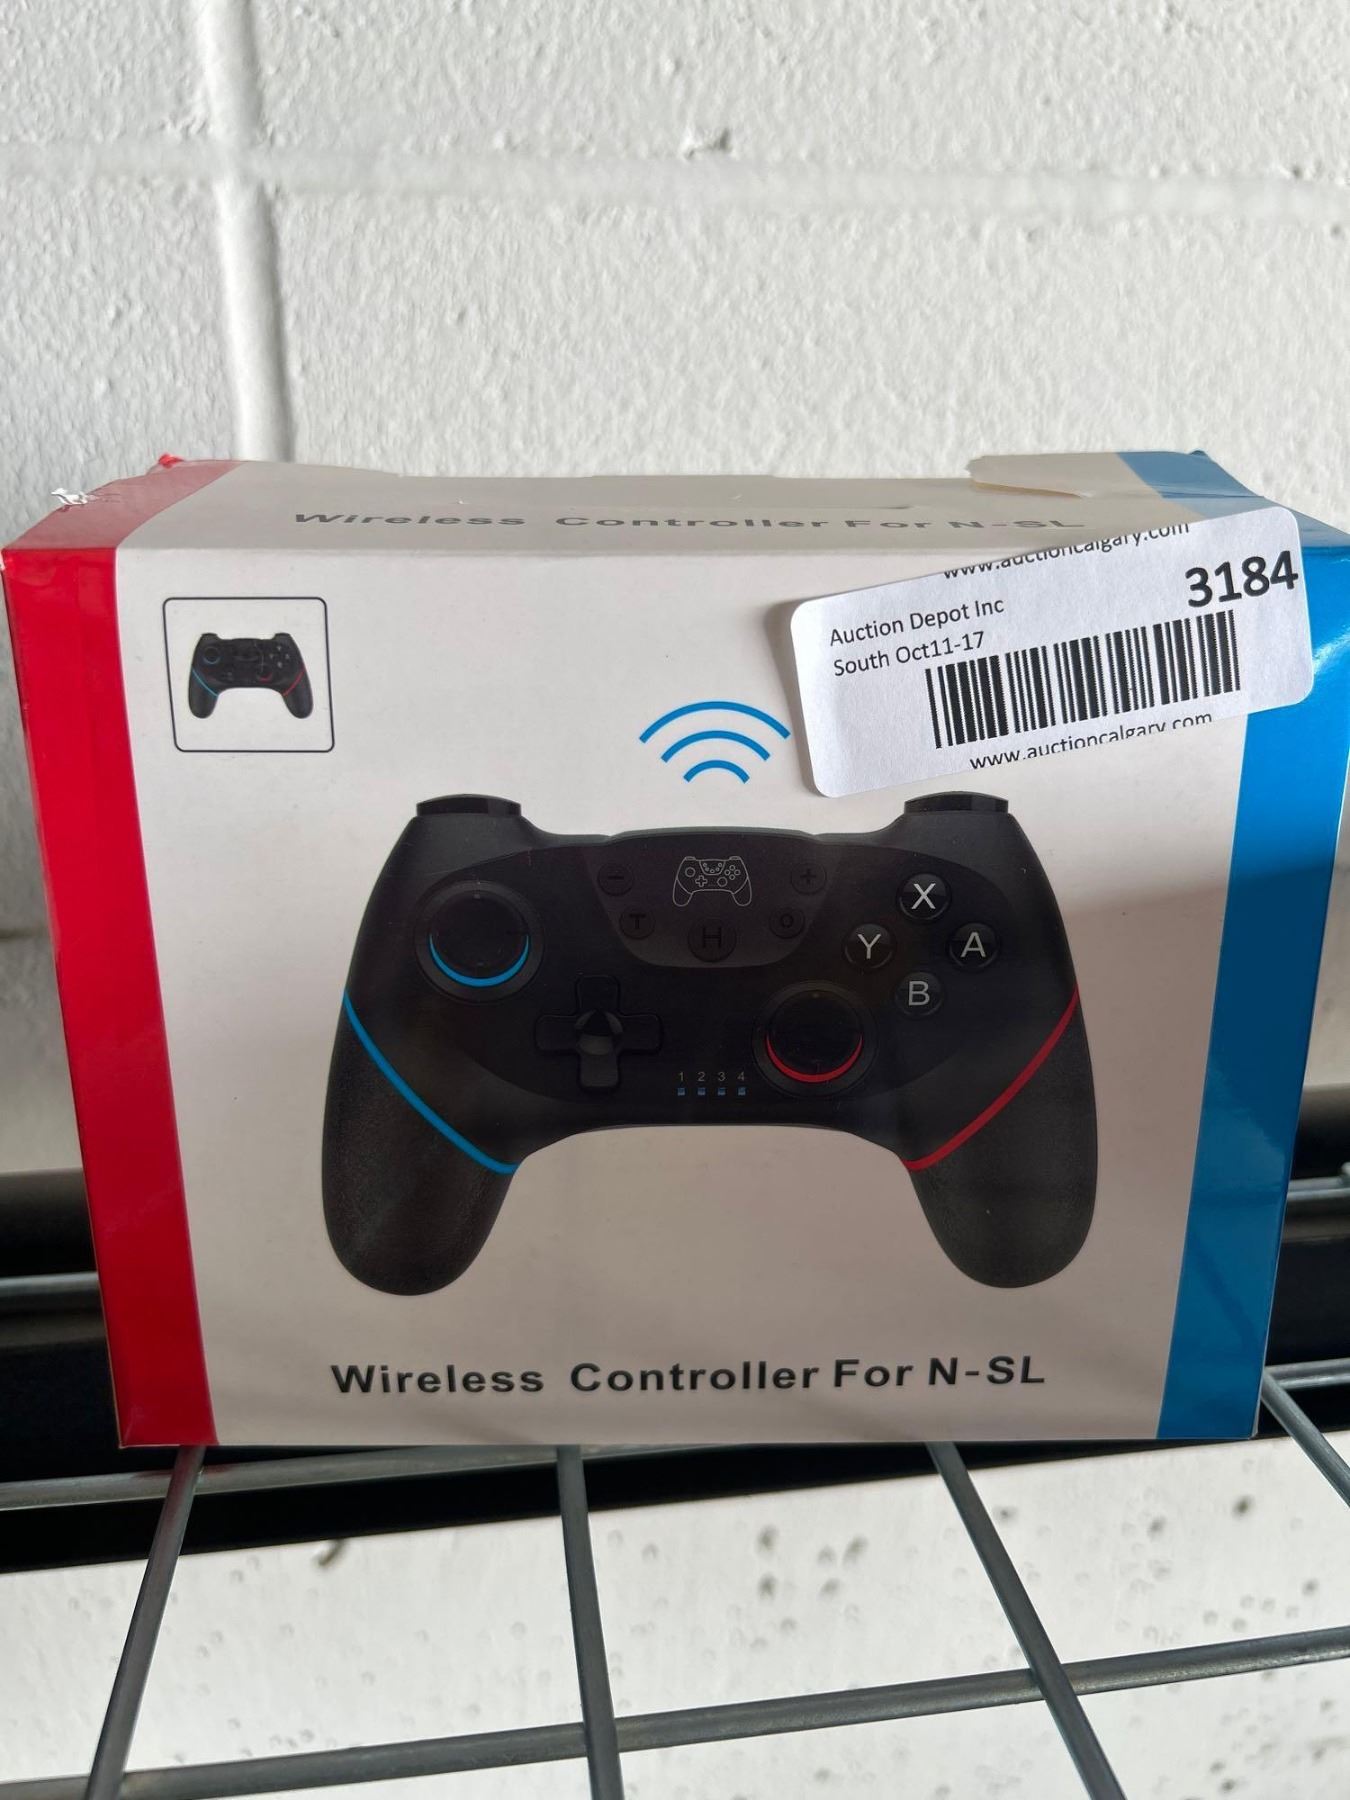 Wireless Controller For N-SL
www.auctioncalgary.com
3184
Auction Depot Inc
South Oct11-17
www.auctioncalgary.com
- +
T H O
X
Y A
B
1 2 3 4
Wireless Controller For N-SL